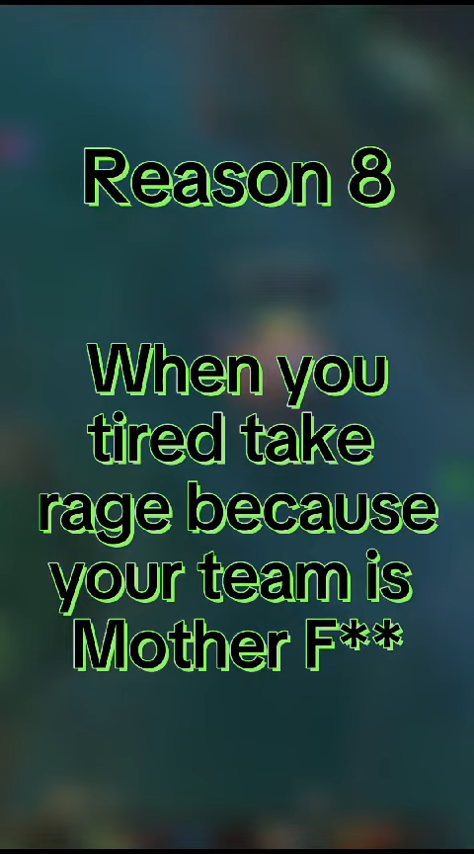 Reason 8
When you
tired take
rage because
your team is
Mother F**